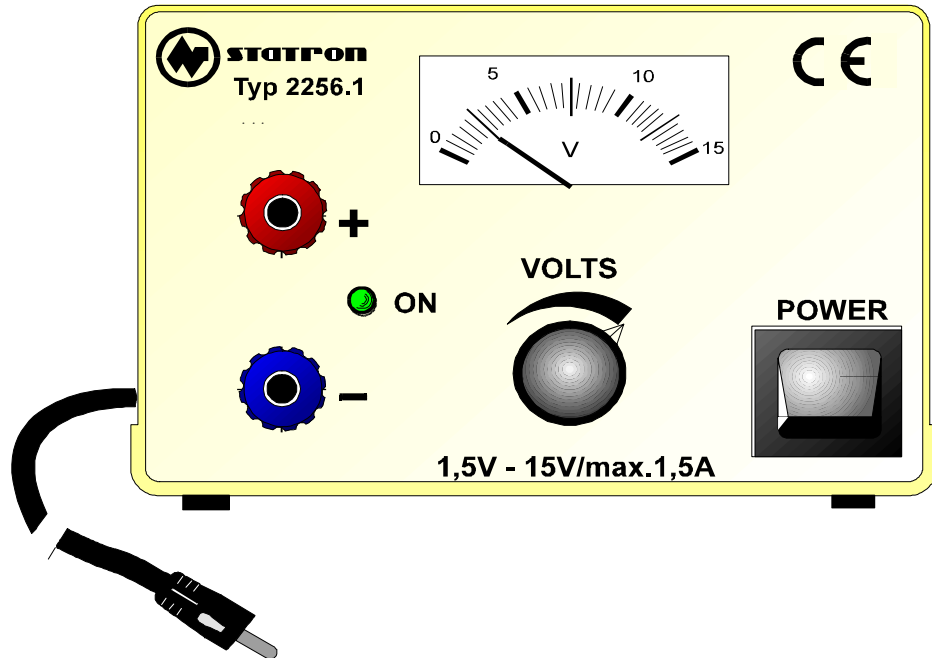 statron
Typ 2256.1
. . .
0 5 10 15
V
CE
+
ON
−
VOLTS
POWER
1,5V - 15V/max.1,5A